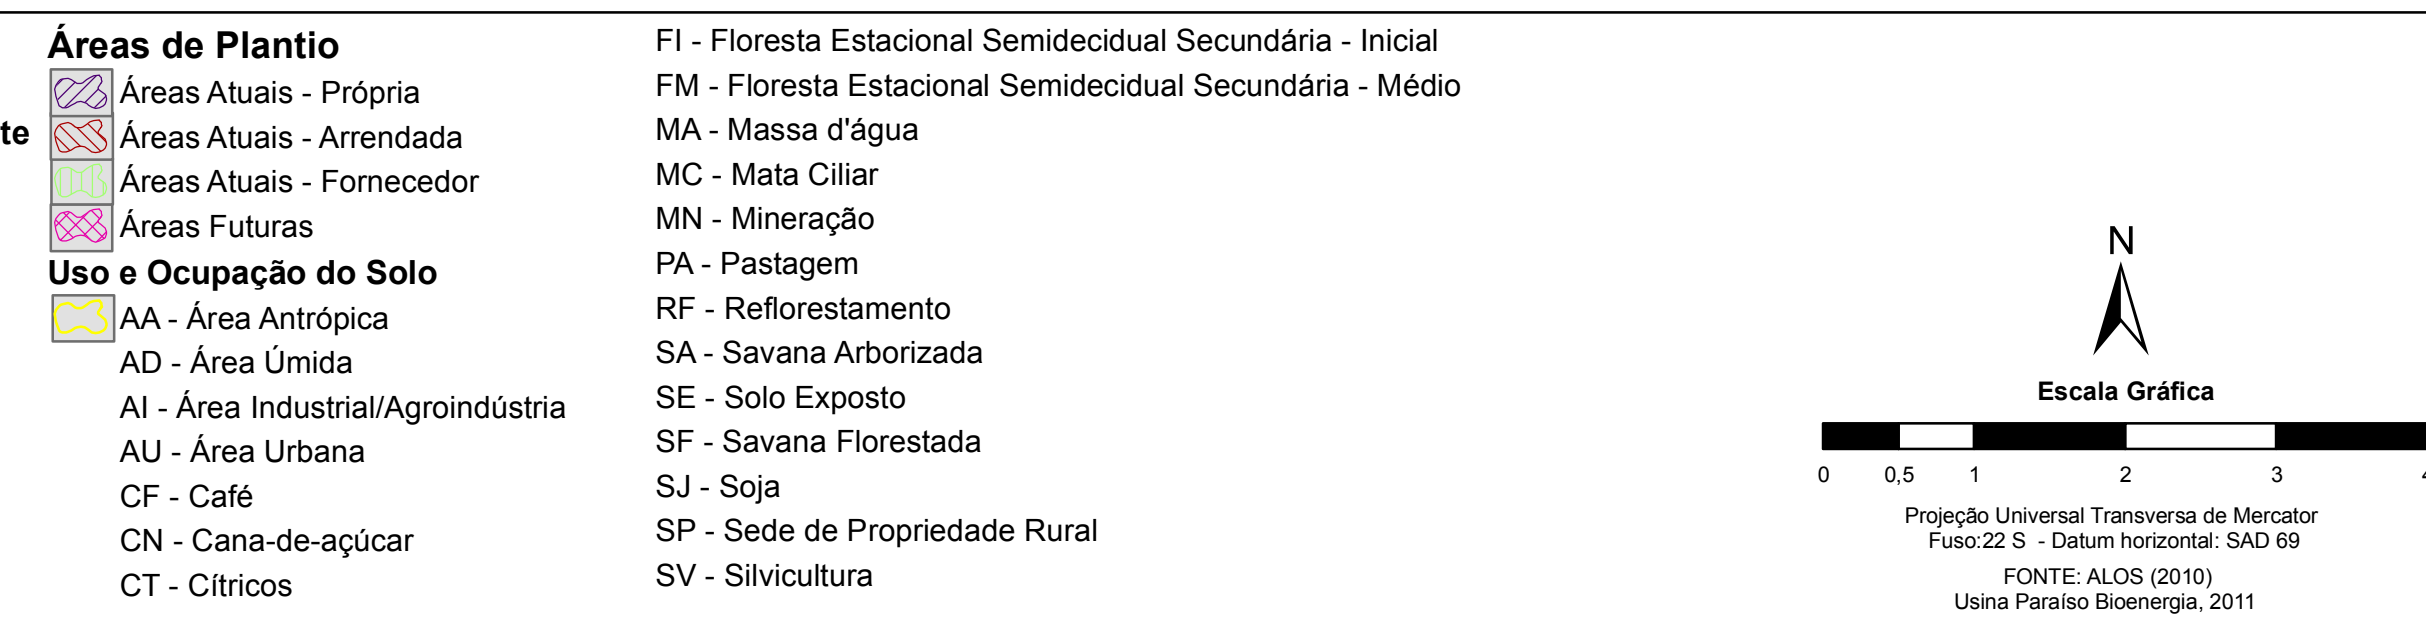 Áreas de Plantio
Áreas Atuais - Própria
te
Áreas Atuais - Arrendada
Áreas Atuais - Fornecedor
Áreas Futuras
Uso e Ocupação do Solo
AA - Área Antrópica
AD - Área Úmida
AI - Área Industrial/Agroindústria
AU - Área Urbana
CF - Café
CN - Cana-de-açúcar
CT - Cítricos
FI - Floresta Estacional Semidecidual Secundária - Inicial
FM - Floresta Estacional Semidecidual Secundária - Médio
MA - Massa d'água
MC - Mata Ciliar
MN - Mineração
PA - Pastagem
RF - Reflorestamento
SA - Savana Arborizada
SE - Solo Exposto
SF - Savana Florestada
SJ - Soja
SP - Sede de Propriedade Rural
SV - Silvicultura
N
Escala Gráfica
0 0,5 1 2 3 4
Projeção Universal Transversa de Mercator
Fuso:22 S - Datum horizontal: SAD 69
FONTE: ALOS (2010)
Usina Paraíso Bioenergia, 2011